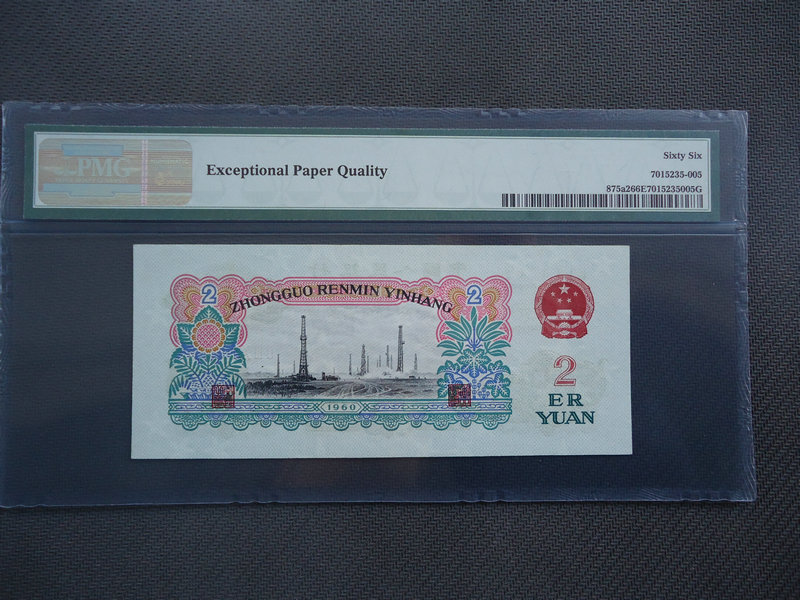 PMG
Exceptional Paper Quality
Sixty Six
7015235-005
875a266E7015235005G
2
ZHONGGUO RENMIN YINHANG
2
1960
2
ER
YUAN